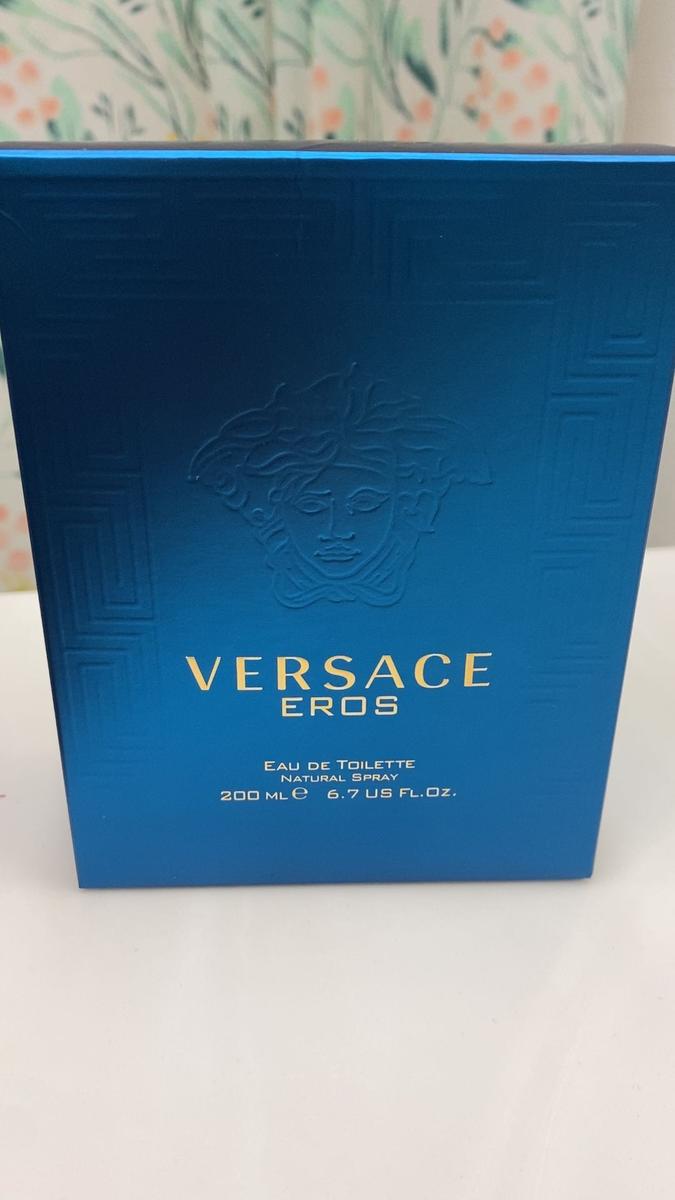 VERSACE
EROS
EAU DE TOILETTE
NATURAL SPRAY
200 ML ℮ 6.7 US FL.OZ.